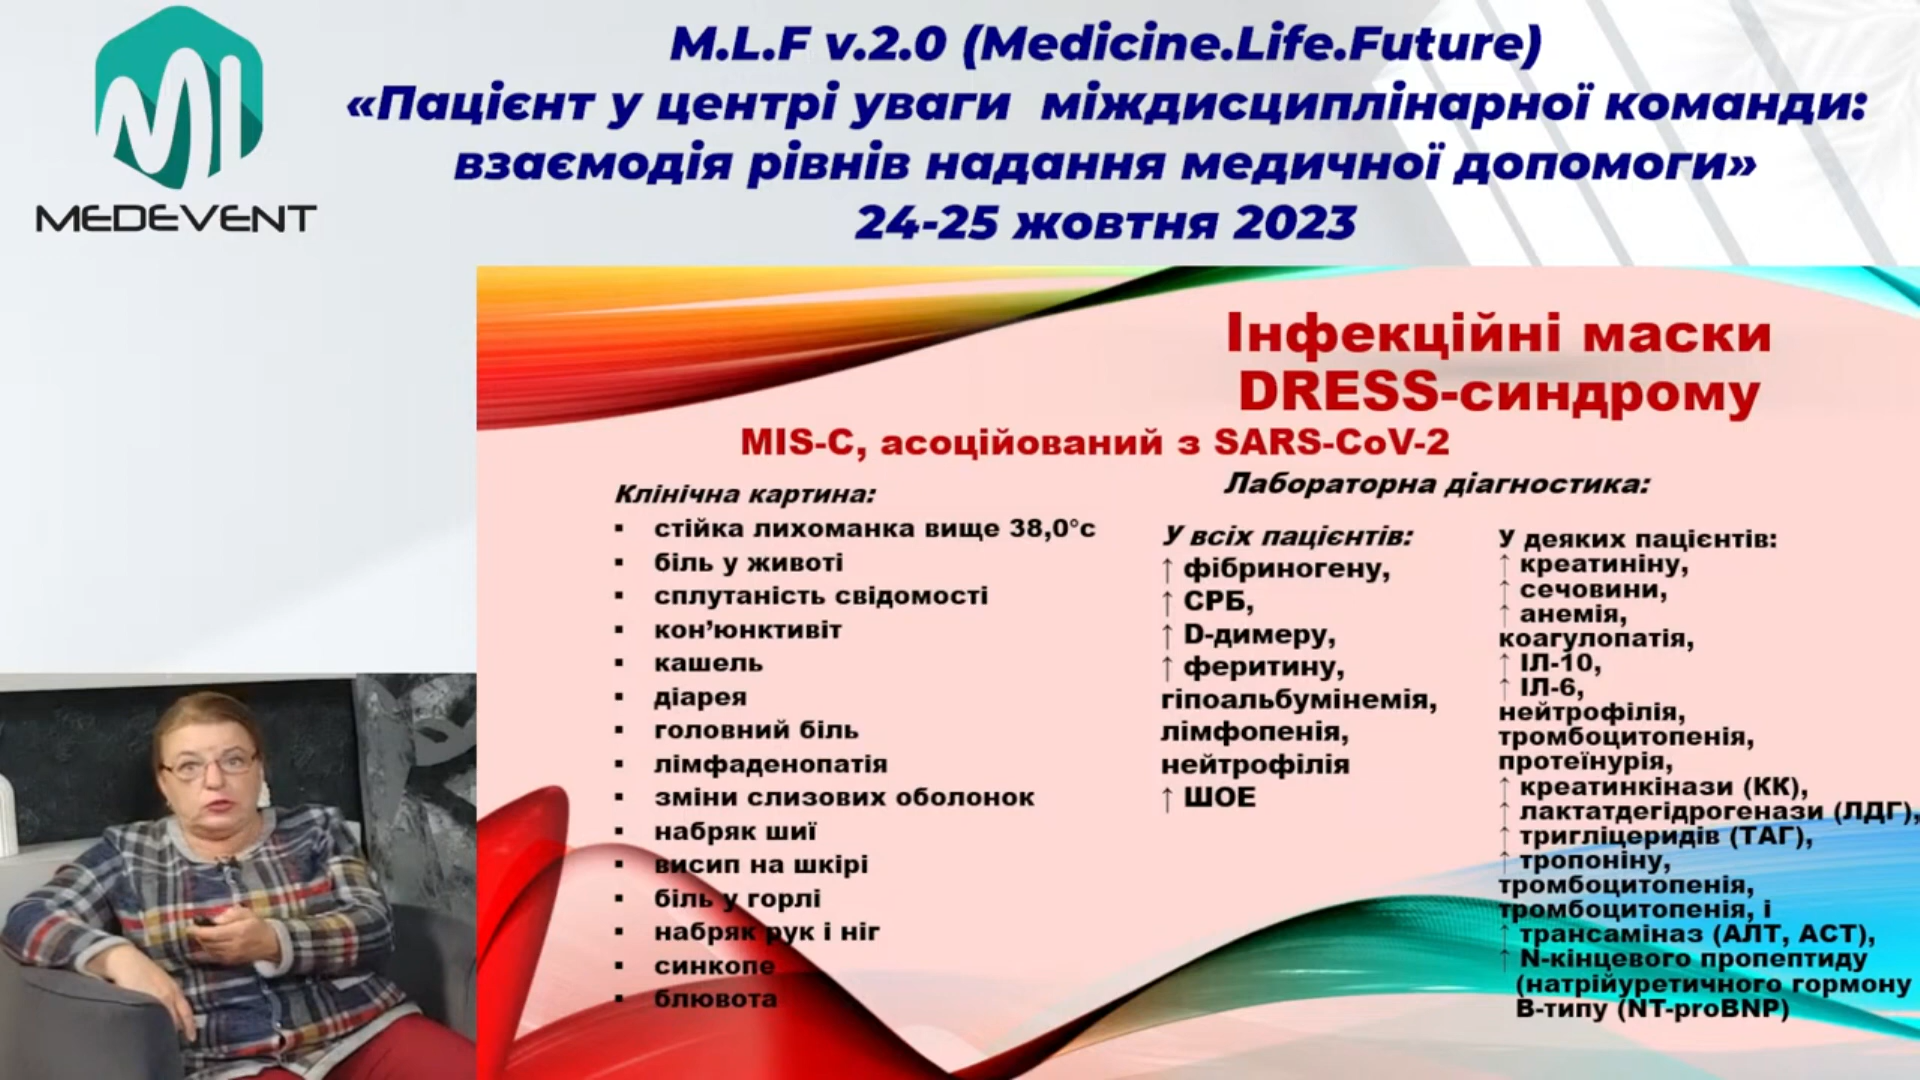 M.L.F v.2.0 (Medicine.Life.Future)
«Пацієнт у центрі уваги міждисциплінарної команди:
взаємодія рівнів надання медичної допомоги»
24-25 жовтня 2023
MEDEVENT
Інфекційні маски
DRESS-синдрому
MIS-C, асоційований з SARS-CoV-2
Клінічна картина:
▪ стійка лихоманка вище 38,0°с
▪ біль у животі
▪ сплутаність свідомості
▪ кон’юнктивіт
▪ кашель
▪ діарея
▪ головний біль
▪ лімфаденопатія
▪ зміни слизових оболонок
▪ набряк шиї
▪ висип на шкірі
▪ біль у горлі
▪ набряк рук і ніг
▪ синкопе
▪ блювота
Лабораторна діагностика:
У всіх пацієнтів:
↑ фібриногену,
↑ СРБ,
↑ D-димеру,
↑ феритину,
гіпоальбумінемія,
лімфопенія,
нейтрофілія
↑ ШОЕ
У деяких пацієнтів:
↑ креатиніну,
↑ сечовини,
↑ анемія,
коагулопатія,
↑ ІЛ-10,
↑ ІЛ-6,
нейтрофілія,
тромбоцитопенія,
протеїнурія,
↑ креатинкінази (КК),
↑ лактатдегідрогенази (ЛДГ),
↑ тригліцеридів (ТАГ),
↑ тропоніну,
тромбоцитопенія,
тромбоцитопенія, і
↑ трансаміназ (АЛТ, АСТ),
↑ N-кінцевого пропептиду
(натрійуретичного гормону
В-типу (NT-proBNP)